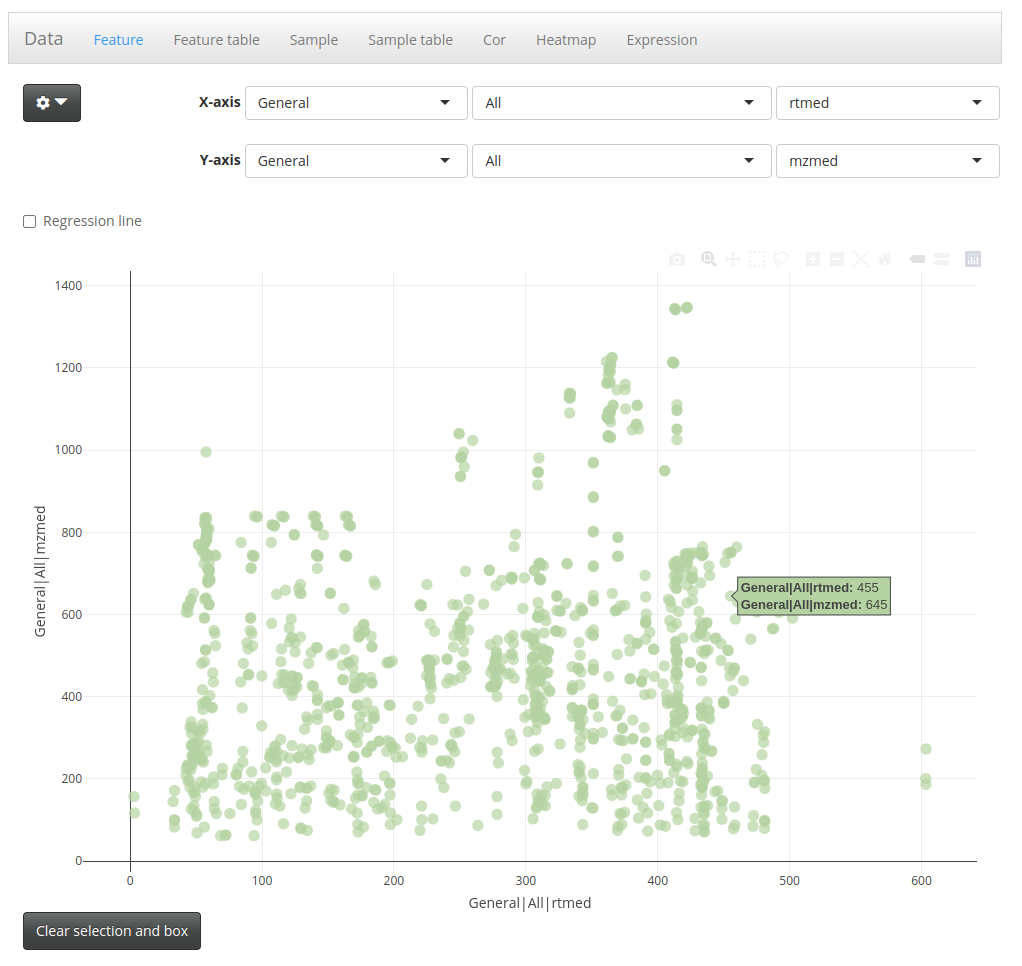 Data Feature Feature table Sample Sample table Cor Heatmap Expression
X-axis General All rtmed
Y-axis General All mzmed
Regression line
1400
1200
1000
800
600
400
200
0
General|All|mzmed
General|All|rtmed: 455
General|All|mzmed: 645
0 100 200 300 400 500 600
General|All|rtmed
Clear selection and box